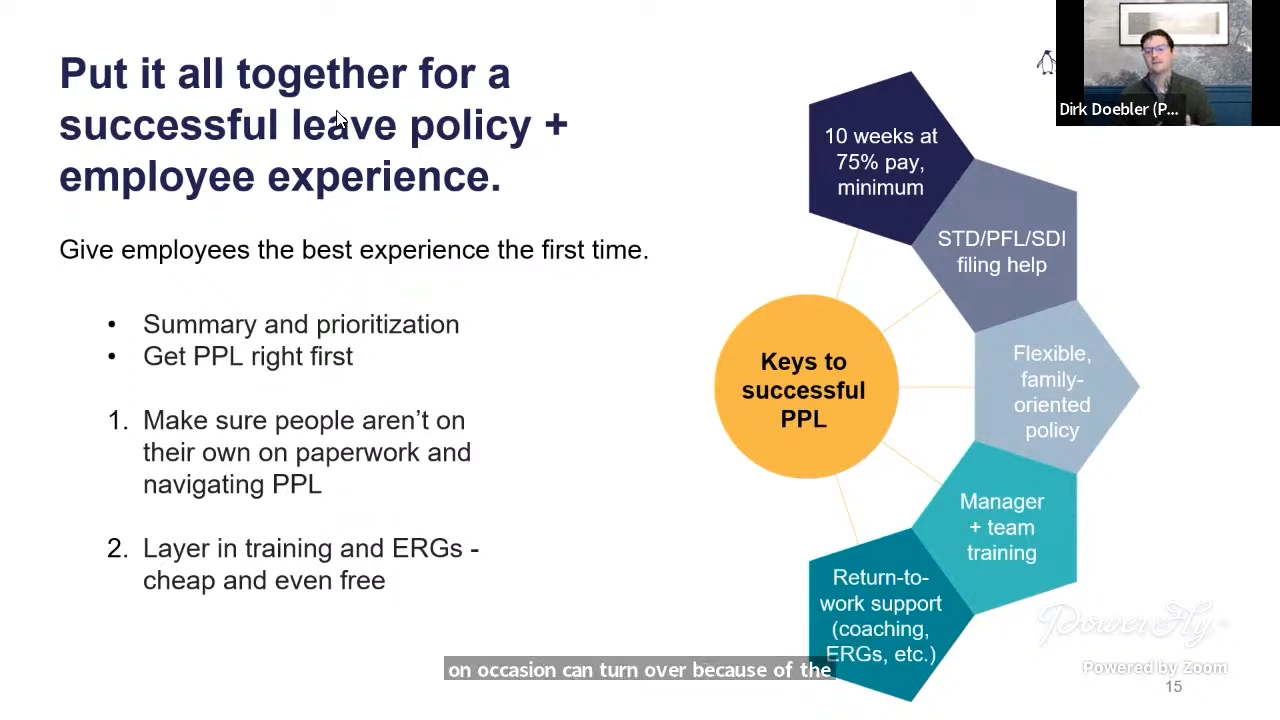 Put it all together for a
successful leave policy +
employee experience.
Give employees the best experience the first time.
• Summary and prioritization
• Get PPL right first
1. Make sure people aren’t on
their own on paperwork and
navigating PPL
2. Layer in training and ERGs -
cheap and even free
10 weeks at
75% pay,
minimum
STD/PFL/SDI
filing help
Flexible,
family-
oriented
policy
Manager
+ team
training
Return-to-
work support
(coaching,
ERGs, etc.)
Keys to
successful
PPL
Dirk Doebler (P...
on occasion can turn over because of the
PowerToFly
Powered by Zoom
15